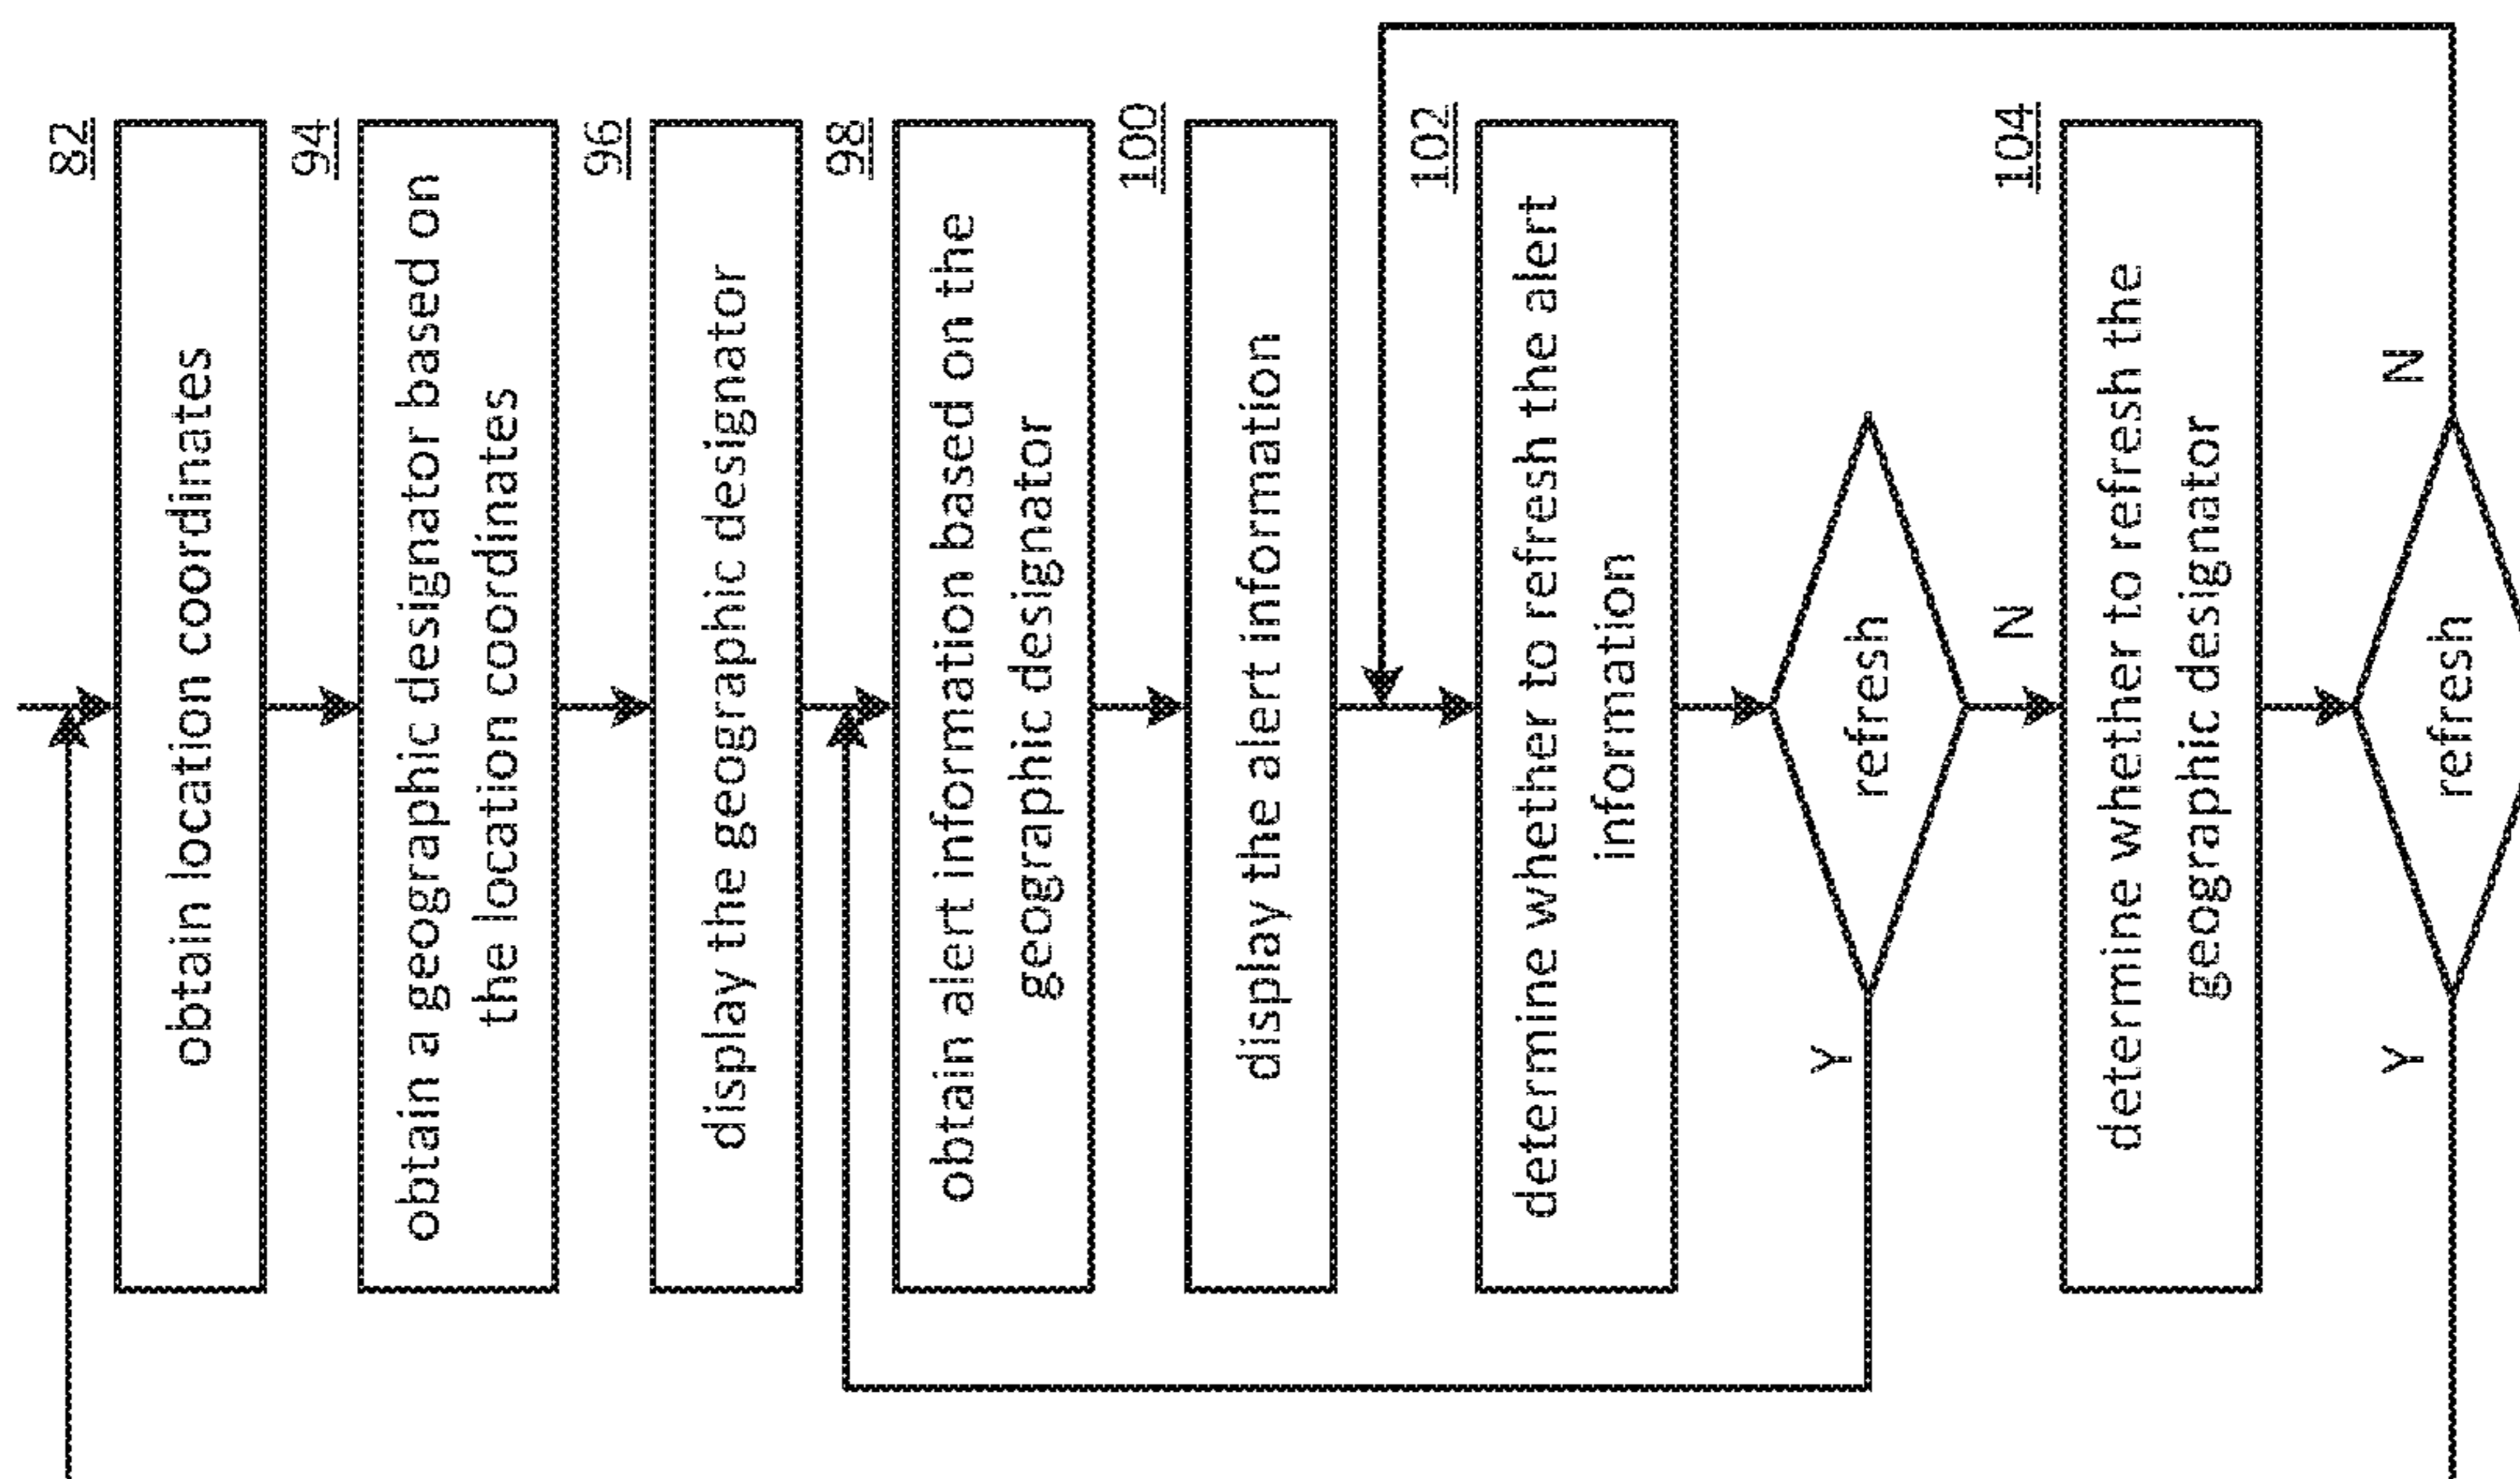 82
obtain location coordinates
94
obtain a geographic designator based on
the location coordinates
96
display the geographic designator
98
obtain alert information based on the
geographic designator
100
display the alert information
102
determine whether to refresh the alert
information
refresh
Y
N
104
determine whether to refresh the
geographic designator
refresh
Y
N